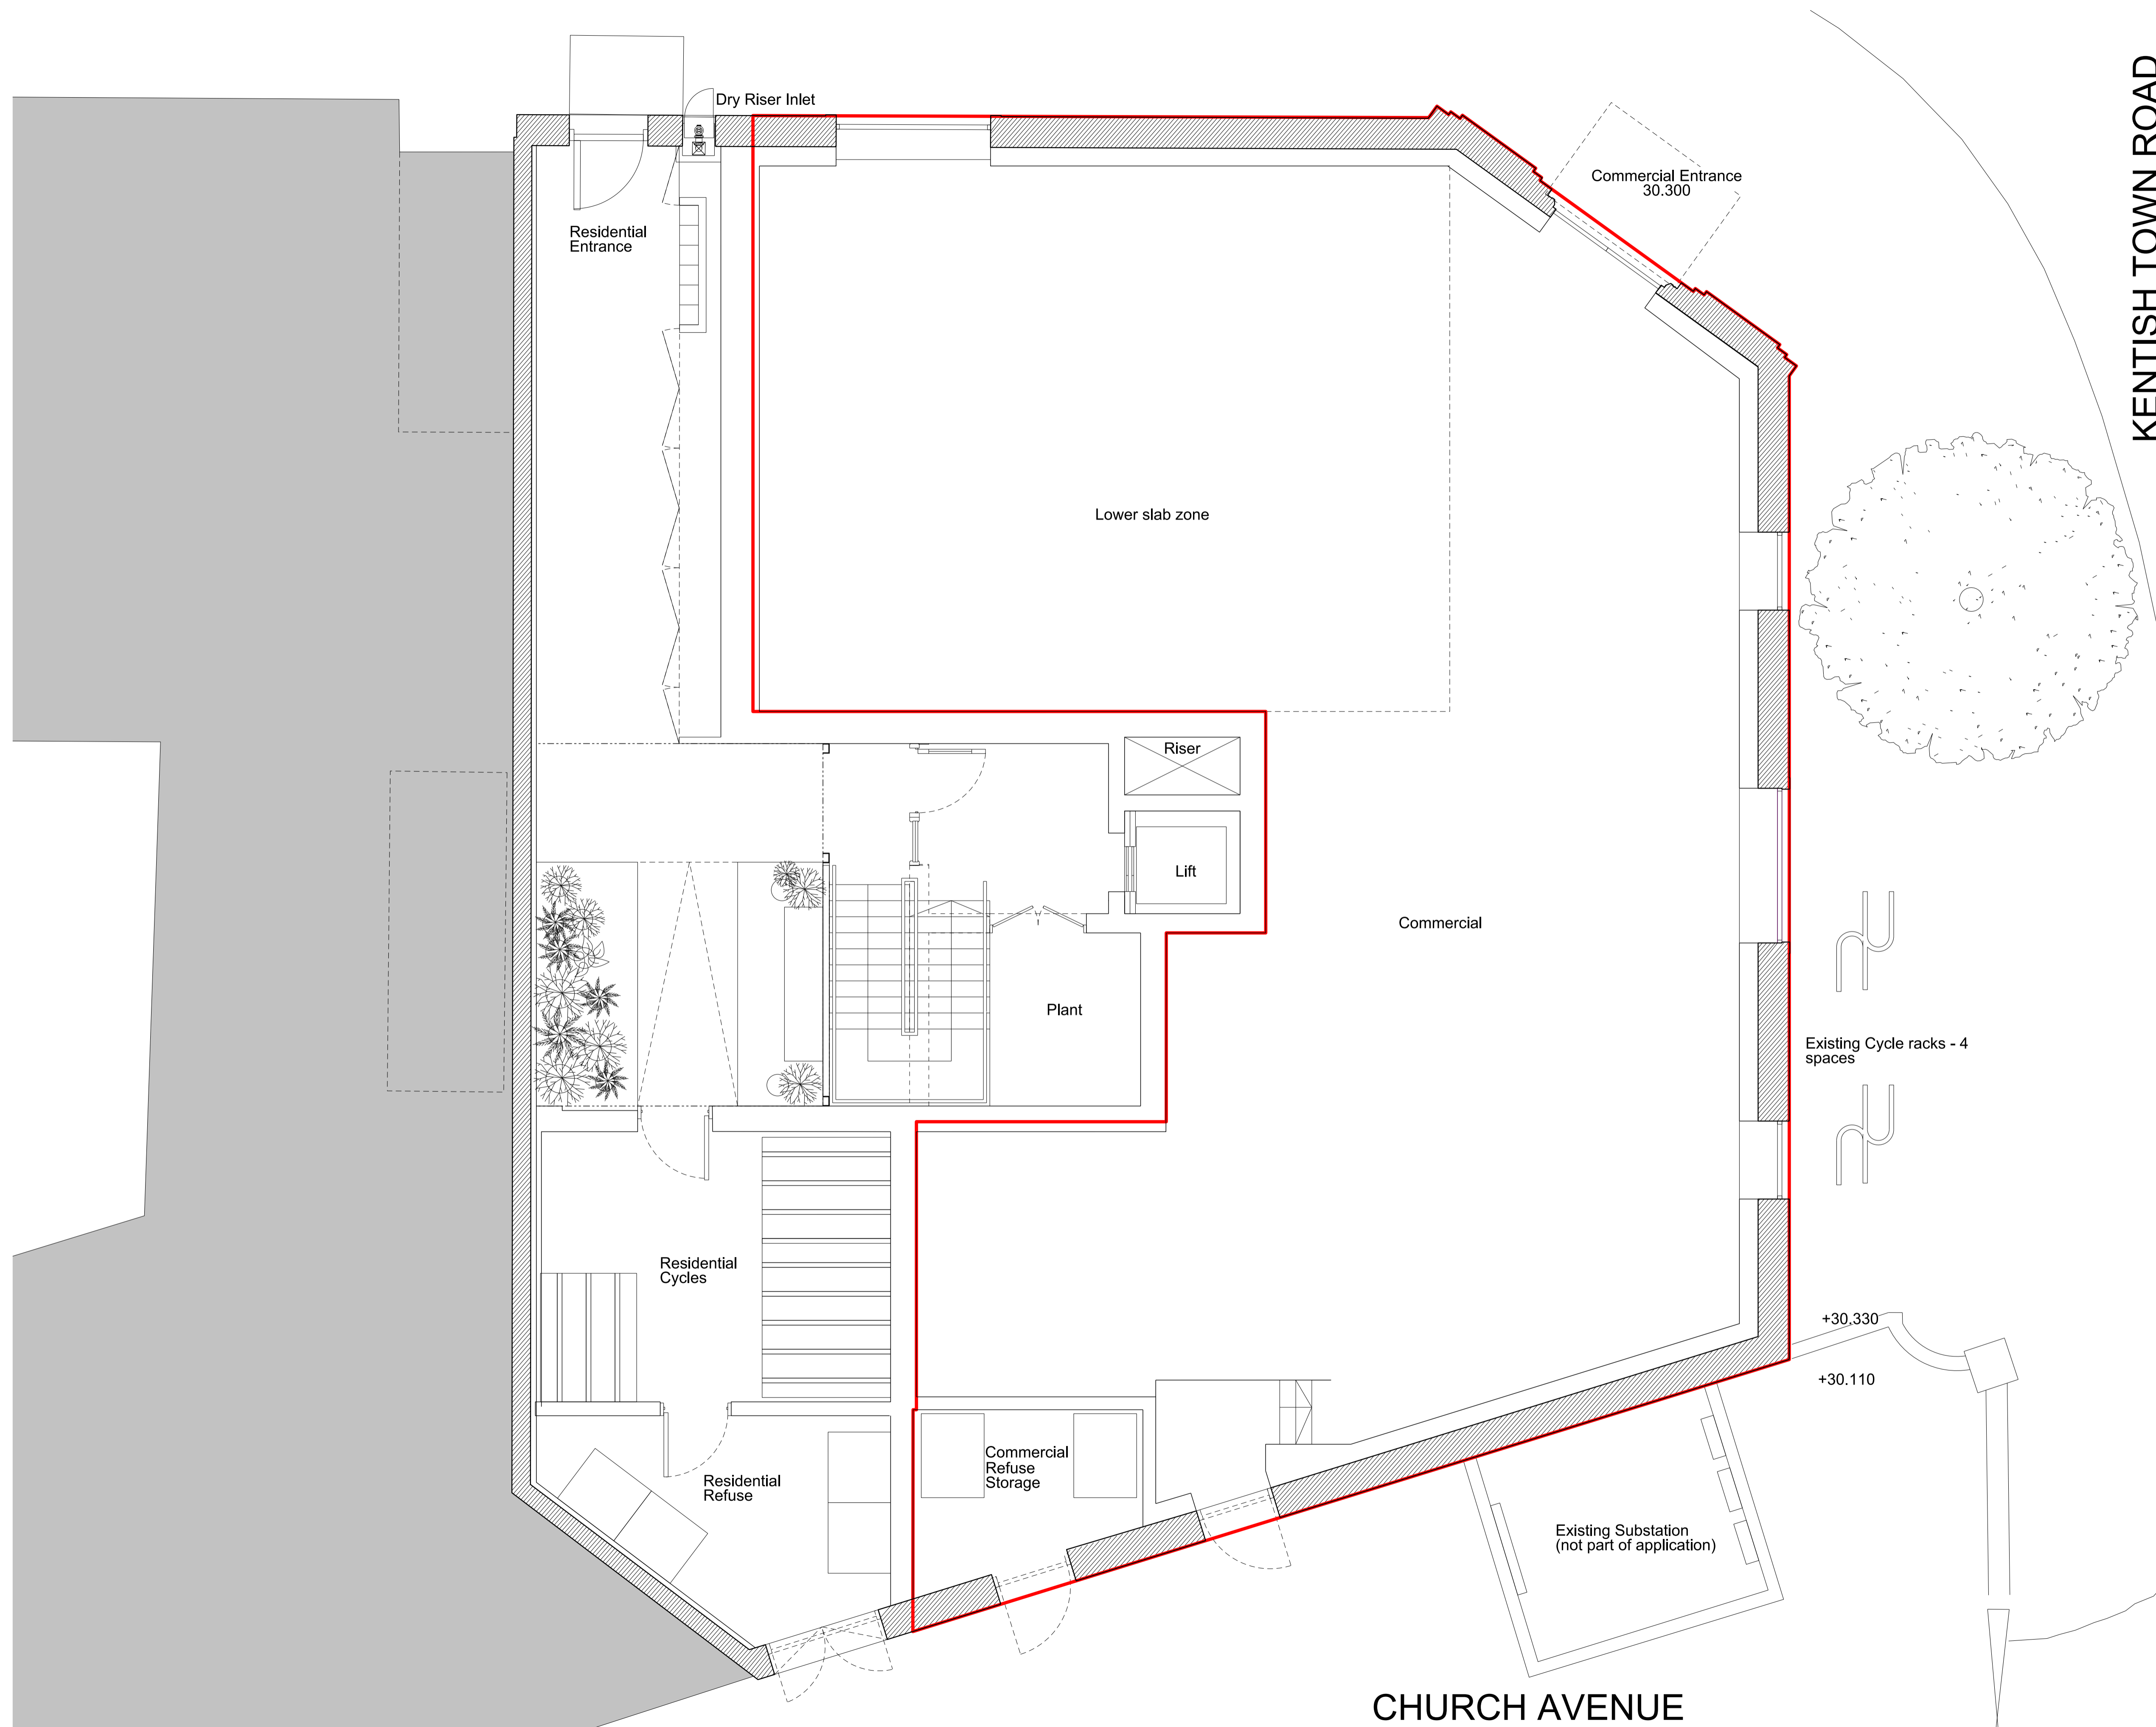 KENTISH TOWN ROAD
Dry Riser Inlet
Commercial Entrance
30.300
Residential
Entrance
Lower slab zone
Riser
Lift
Commercial
Plant
Existing Cycle racks - 4
spaces
Residential
Cycles
+30.330
+30.110
Commercial
Refuse
Storage
Residential
Refuse
Existing Substation
(not part of application)
CHURCH AVENUE